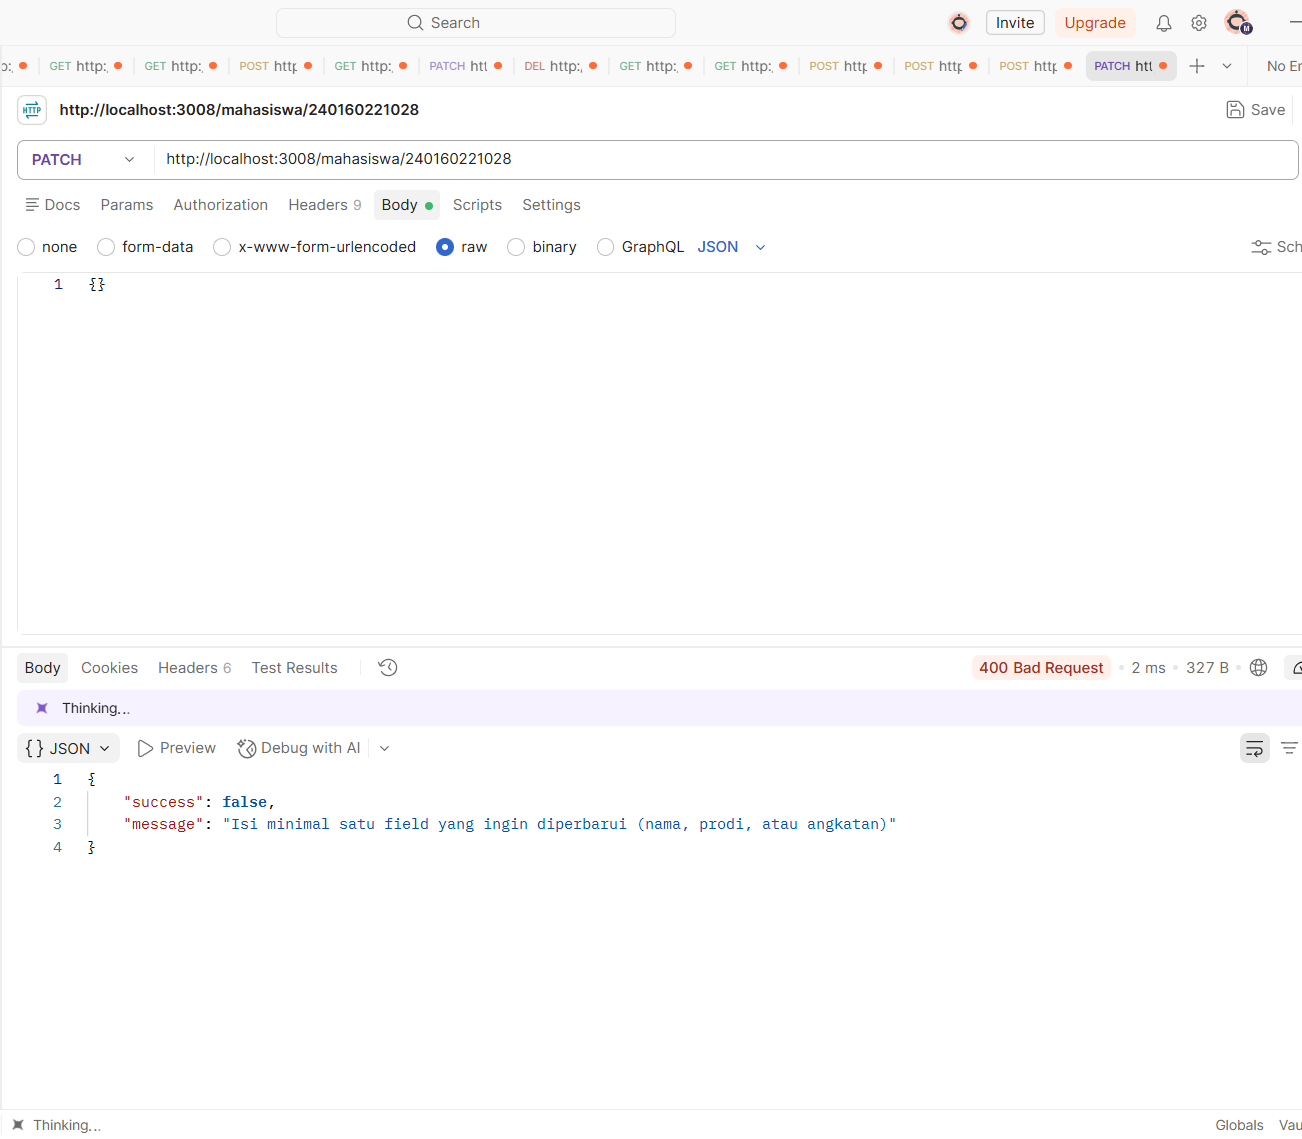 Search
Invite
Upgrade
M
GET http:, GET http:, POST http GET http:, PATCH htt DEL http:, GET http:, GET http:, POST http POST http POST http PATCH htt
HTTP http://localhost:3008/mahasiswa/240160221028
Save
PATCH http://localhost:3008/mahasiswa/240160221028
Docs Params Authorization Headers 9 Body Scripts Settings
none form-data x-www-form-urlencoded raw binary GraphQL JSON
1 {}
Body Cookies Headers 6 Test Results
400 Bad Request 2 ms 327 B
Thinking...
{} JSON Preview Debug with AI
1 {
2 "success": false,
3 "message": "Isi minimal satu field yang ingin diperbarui (nama, prodi, atau angkatan)"
4 }
Thinking...
Globals